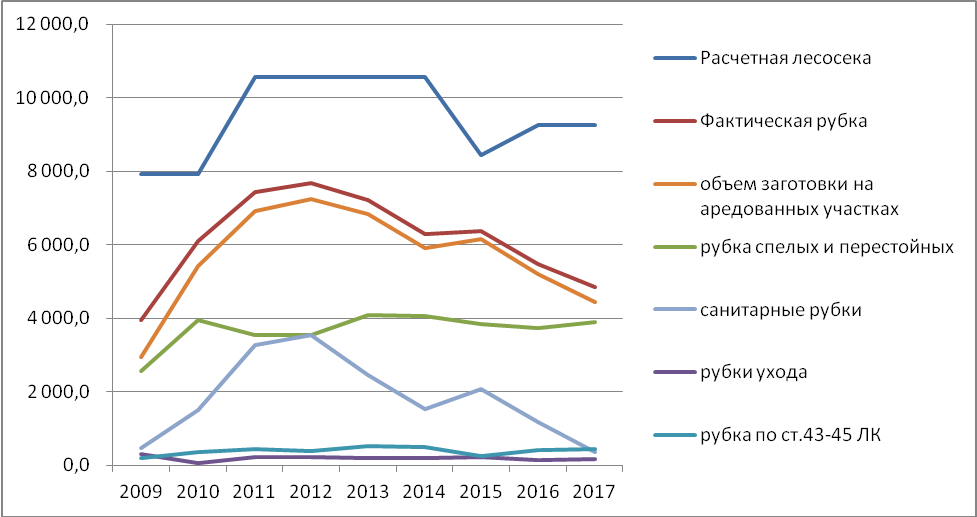 12 000,0
10 000,0
8 000,0
6 000,0
4 000,0
2 000,0
0,0
2009 2010 2011 2012 2013 2014 2015 2016 2017
Расчетная лесосека
Фактическая рубка
объем заготовки на
аредованных участках
рубка спелых и перестойных
санитарные рубки
рубки ухода
рубка по ст.43-45 ЛК